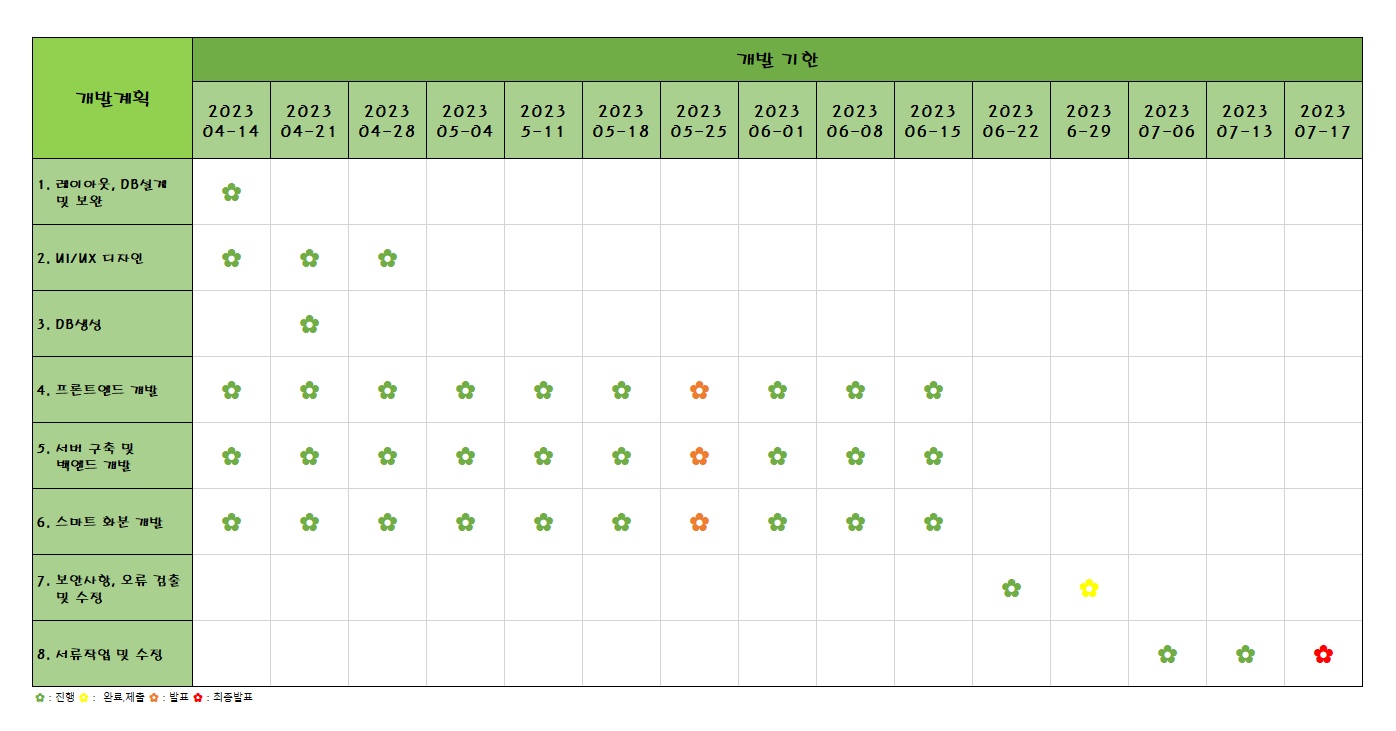 개발계획
개발 기한
2023
04-14
2023
04-21
2023
04-28
2023
05-04
2023
5-11
2023
05-18
2023
05-25
2023
06-01
2023
06-08
2023
06-15
2023
06-22
2023
6-29
2023
07-06
2023
07-13
2023
07-17
1. 레이아웃, DB설계
및 보완
2. UI/UX 디자인
3. DB생성
4. 프론트엔드 개발
5. 서버 구축 및
백엔드 개발
6. 스마트 화분 개발
7. 보안사항, 오류 검출
및 수정
8. 서류작업 및 수정
✿ : 진행 ✿ : 완료,제출 ✿ : 발표 ✿ : 최종발표